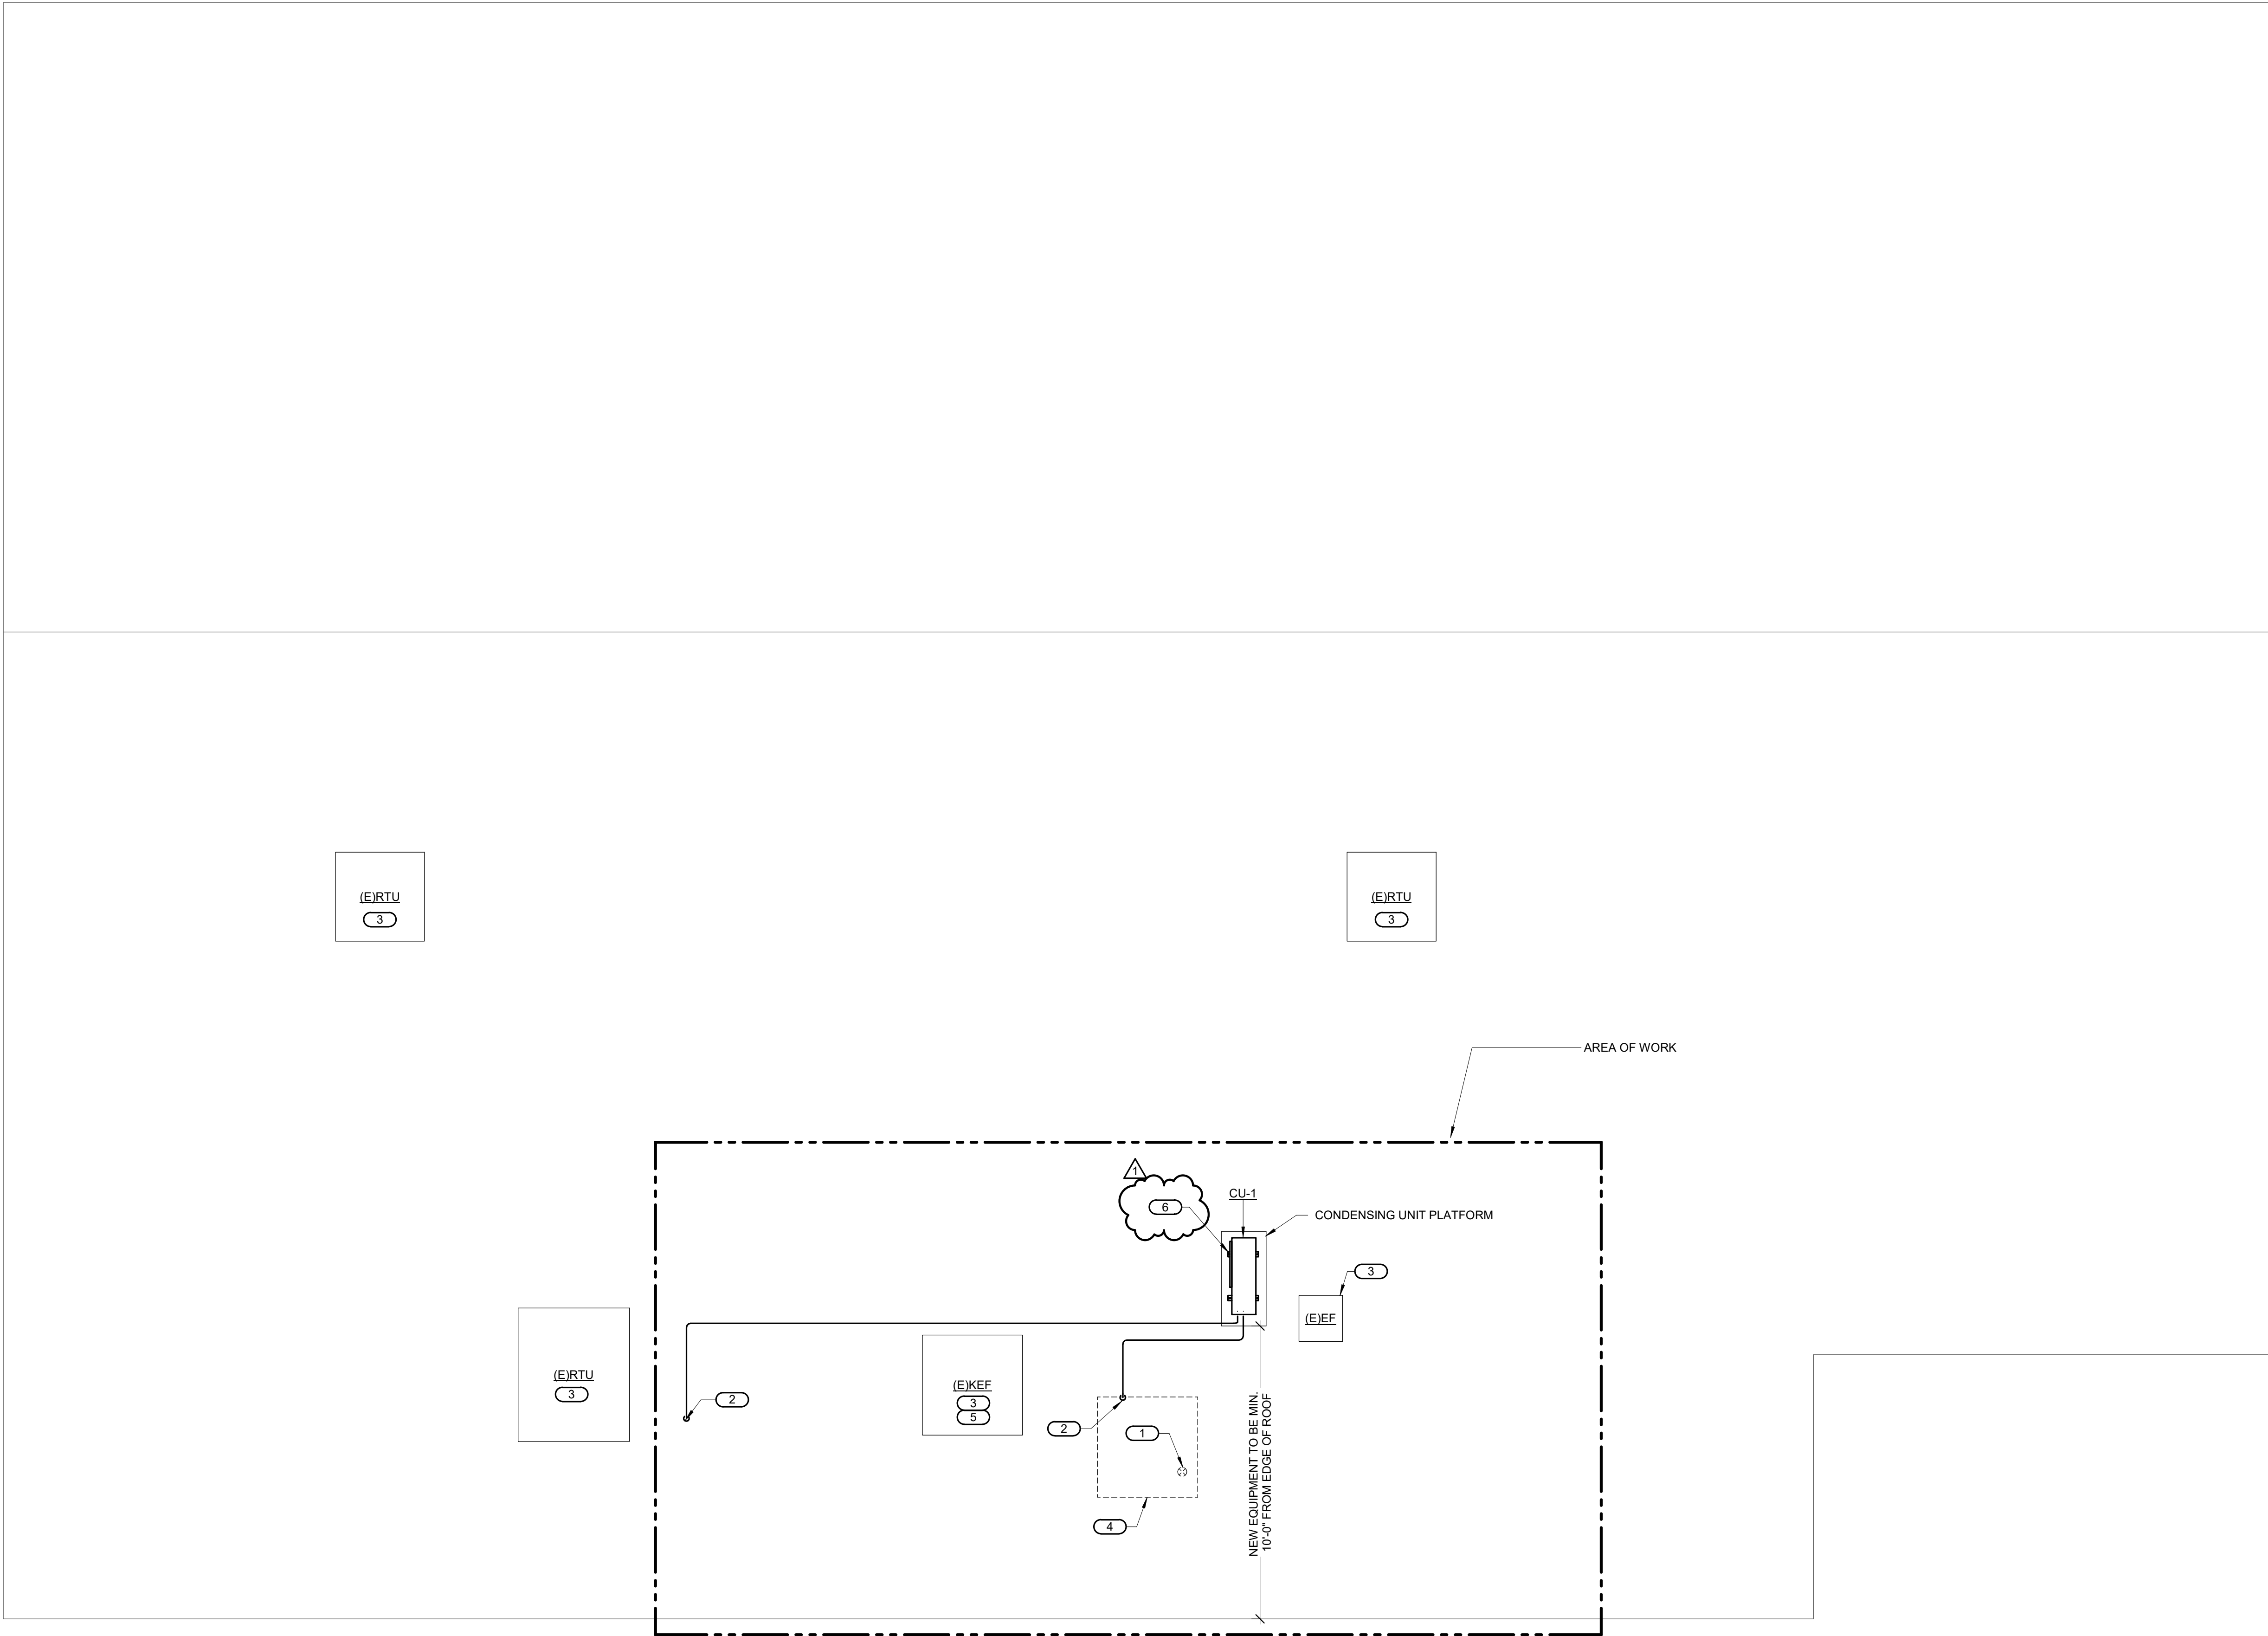 (E)RTU
3
(E)RTU
3
AREA OF WORK
1
6
CU-1
CONDENSING UNIT PLATFORM
3
(E)EF
(E)RTU
3
2
(E)KEF
3
5
2
1
4
NEW EQUIPMENT TO BE MIN.
10'-0" FROM EDGE OF ROOF